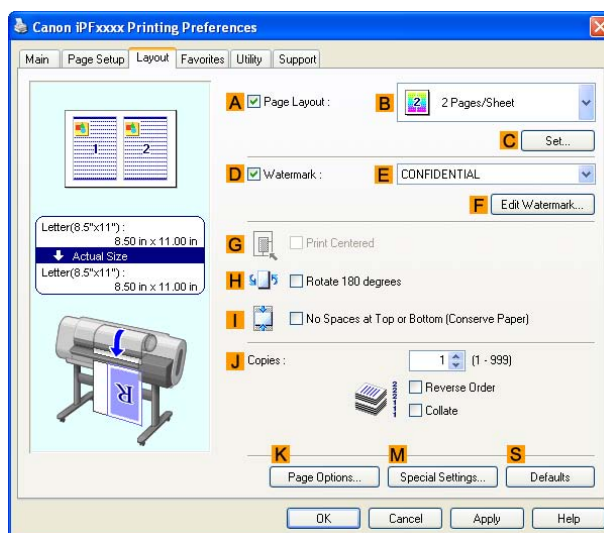 Canon iPFxxxx Printing Preferences
Main Page Setup Layout Favorites Utility Support
1 2
A Page Layout : B 2 2 Pages/Sheet
C Set...
D Watermark : E CONFIDENTIAL
F Edit Watermark...
Letter(8.5"x11") :
8.50 in x 11.00 in
Actual Size
Letter(8.5"x11") :
8.50 in x 11.00 in
G Print Centered
H Rotate 180 degrees
I No Spaces at Top or Bottom (Conserve Paper)
R
J Copies : 1 (1 - 999)
Reverse Order
Collate
K M S
Page Options... Special Settings... Defaults
OK Cancel Apply Help